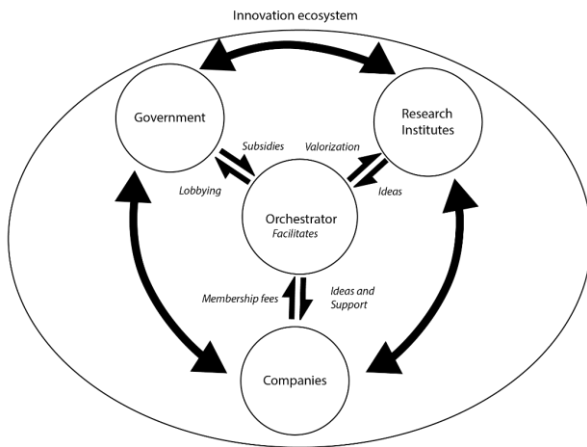 Innovation ecosystem
Government
Research
Institutes
Subsidies
Valorization
Lobbying
Ideas
Orchestrator
Facilitates
Membership fees
Ideas and
Support
Companies